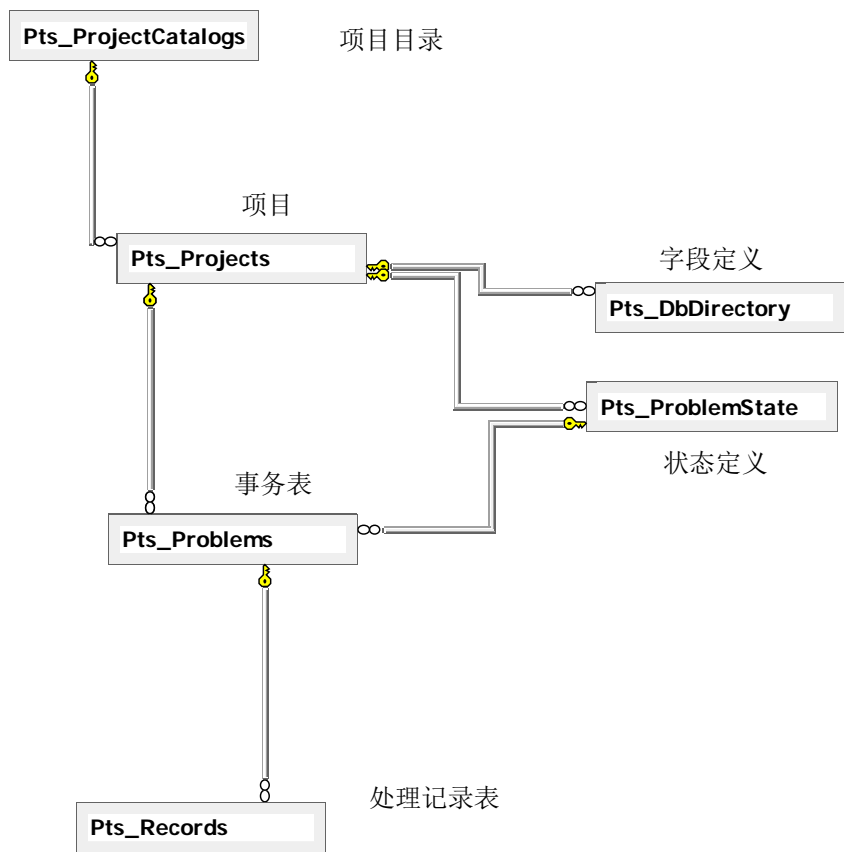 Pts_ProjectCatalogs
项目目录
项目
Pts_Projects
字段定义
Pts_DbDirectory
Pts_ProblemState
状态定义
事务表
Pts_Problems
处理记录表
Pts_Records